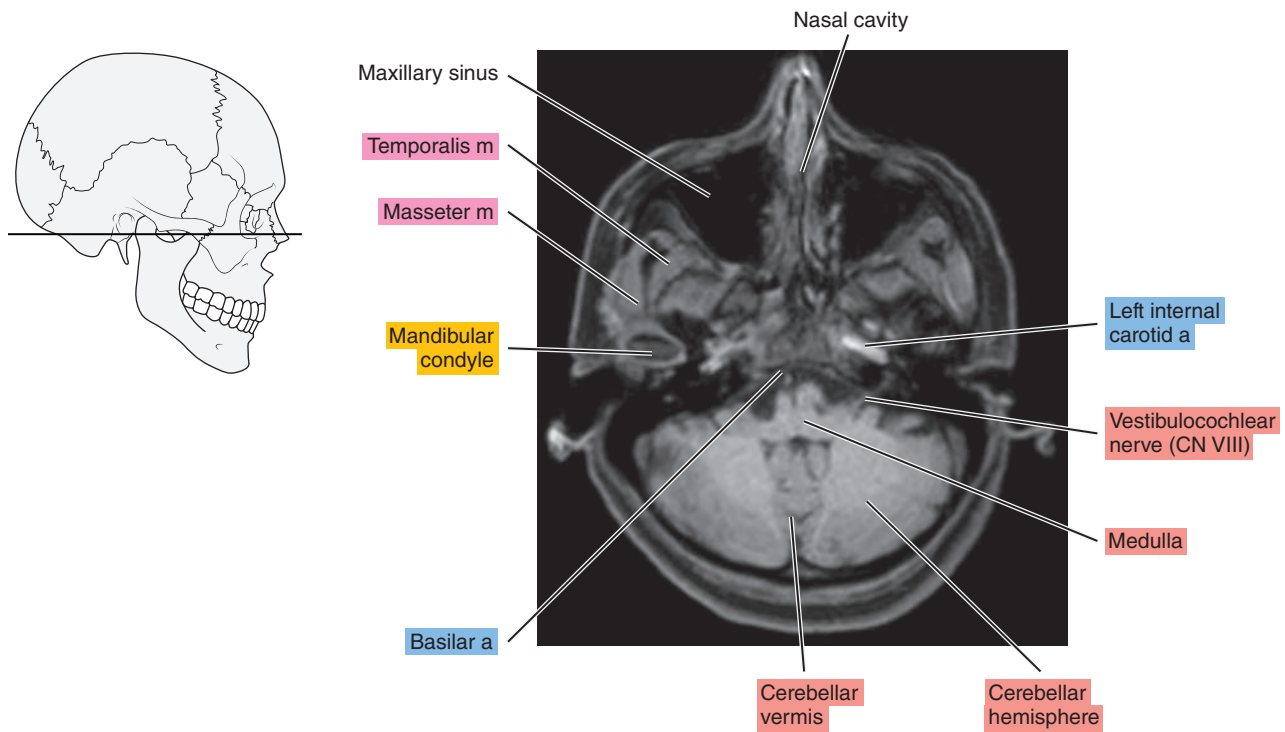 Nasal cavity
Maxillary sinus
Temporalis m
Masseter m
Mandibular
condyle
Left internal
carotid a
Vestibulocochlear
nerve (CN VIII)
Medulla
Basilar a
Cerebellar
vermis
Cerebellar
hemisphere